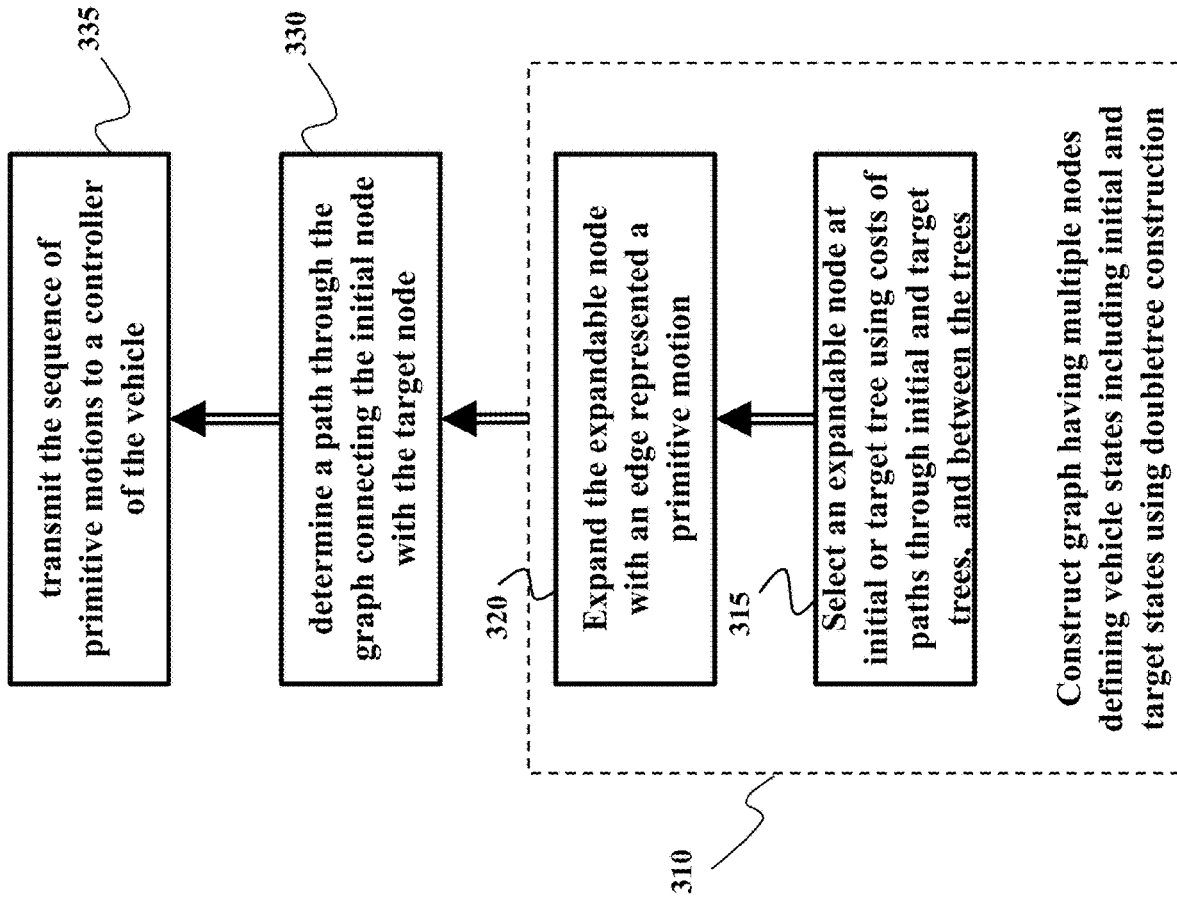 335
transmit the sequence of
primitive motions to a controller
of the vehicle
330
determine a path through the
graph connecting the initial node
with the target node
320
Expand the expandable node
with an edge represented a
primitive motion
315
Select an expandable node at
initial or target tree using costs of
paths through initial and target
trees, and between the trees
Construct graph having multiple nodes
defining vehicle states including initial and
target states using doubletree construction
310